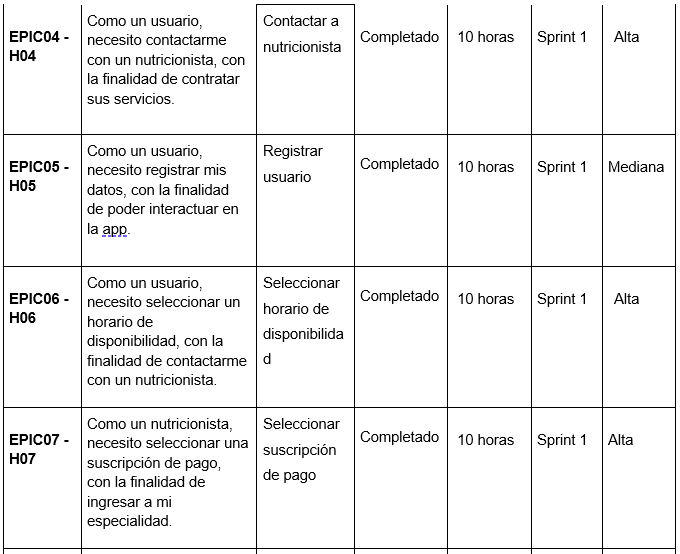 EPIC04 -
H04
Como un usuario,
necesito contactarme
con un nutricionista, con
la finalidad de contratar
sus servicios.
Contactar a
nutricionista
Completado
10 horas
Sprint 1
Alta
EPIC05 -
H05
Como un usuario,
necesito registrar mis
datos, con la finalidad
de poder interactuar en
la app.
Registrar
usuario
Completado
10 horas
Sprint 1
Mediana
EPIC06 -
H06
Como un usuario,
necesito seleccionar un
horario de
disponibilidad, con la
finalidad de contactarme
con un nutricionista.
Seleccionar
horario de
disponibilida
d
Completado
10 horas
Sprint 1
Alta
EPIC07 -
H07
Como un nutricionista,
necesito seleccionar una
suscripción de pago,
con la finalidad de
ingresar a mi
especialidad.
Seleccionar
suscripción
de pago
Completado
10 horas
Sprint 1
Alta